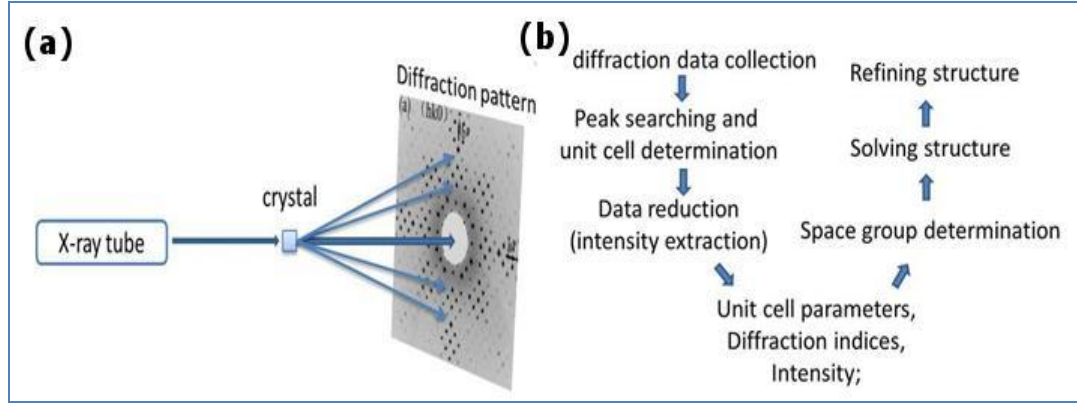 (a)
Diffraction pattern
(a) (hk0)
crystal
X-ray tube
(b)
diffraction data collection
Peak searching and
unit cell determination
Data reduction
(intensity extraction)
Unit cell parameters,
Diffraction indices,
Intensity;
Space group determination
Solving structure
Refining structure